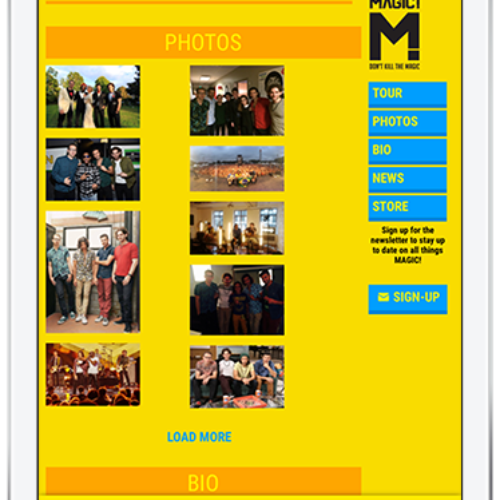 MAGIC!
M!
DON'T KILL THE MAGIC
PHOTOS
TOUR
PHOTOS
BIO
NEWS
STORE
Sign up for the
newsletter to stay up
to date on all things
MAGIC!
SIGN-UP
LOAD MORE
BIO